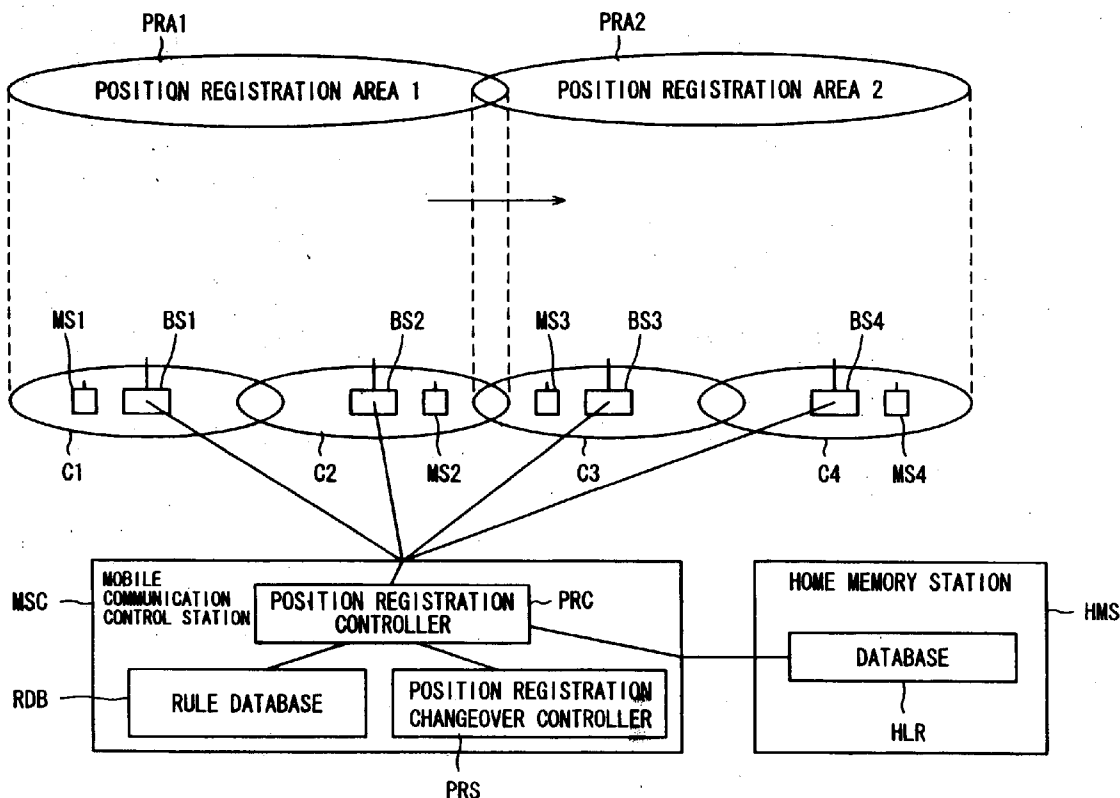 PRA1
PRA2
POSITION REGISTRATION AREA 1
POSITION REGISTRATION AREA 2
MS1
BS1
BS2
MS3
BS3
BS4
C1
C2
MS2
C3
C4
MS4
MSC
MOBILE
COMMUNICATION
CONTROL STATION
POSITION REGISTRATION
CONTROLLER
PRC
HOME MEMORY STATION
HMS
DATABASE
HLR
RDB
RULE DATABASE
POSITION REGISTRATION
CHANGEOVER CONTROLLER
PRS